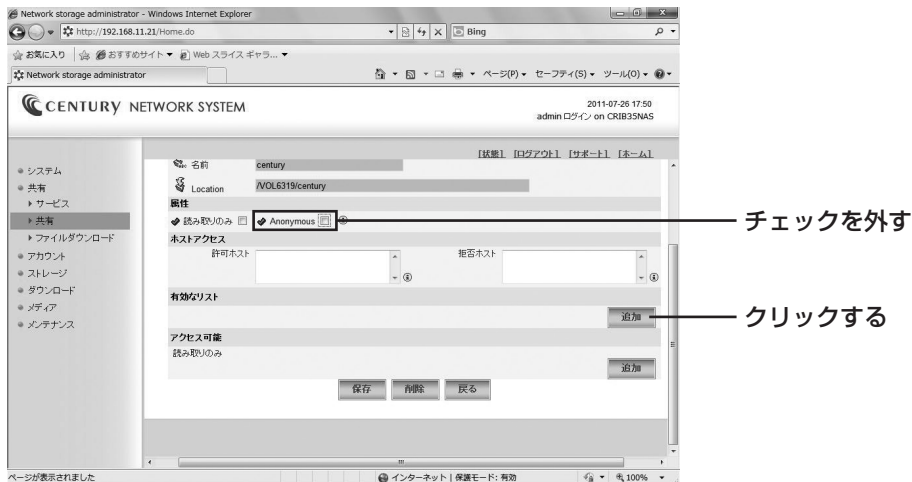 Network storage administrator - Windows Internet Explorer
http://192.168.11.21/Home.do
Bing
お気に入り おすすめサイト Web スライス ギャラ...
Network storage administrator
ページ(P) セーフティ(S) ツール(O)
CENTURY NETWORK SYSTEM
2011-07-26 17:50
admin ログイン on CRIB35NAS
[状態] [ログアウト] [サポート] [ホーム]
システム
共有
サービス
共有
ファイルダウンロード
アカウント
ストレージ
ダウンロード
メディア
メンテナンス
名前 century
Location /VOL6319/century
属性
読み取りのみ Anonymous
チェックを外す
ホストアクセス
許可ホスト 拒否ホスト
有効なリスト
追加
クリックする
アクセス可能
読み取りのみ
追加
保存 削除 戻る
ページが表示されました
インターネット | 保護モード: 有効
100%